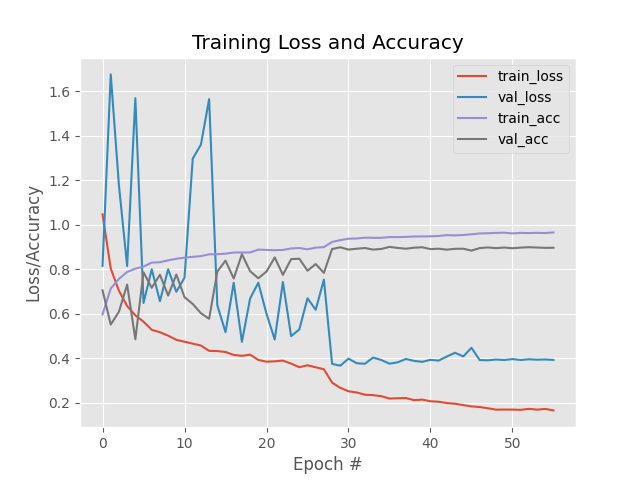 Training Loss and Accuracy
train_loss
val_loss
train_acc
val_acc
Loss/Accuracy
1.6
1.4
1.2
1.0
0.8
0.6
0.4
0.2
0 10 20 30 40 50
Epoch #